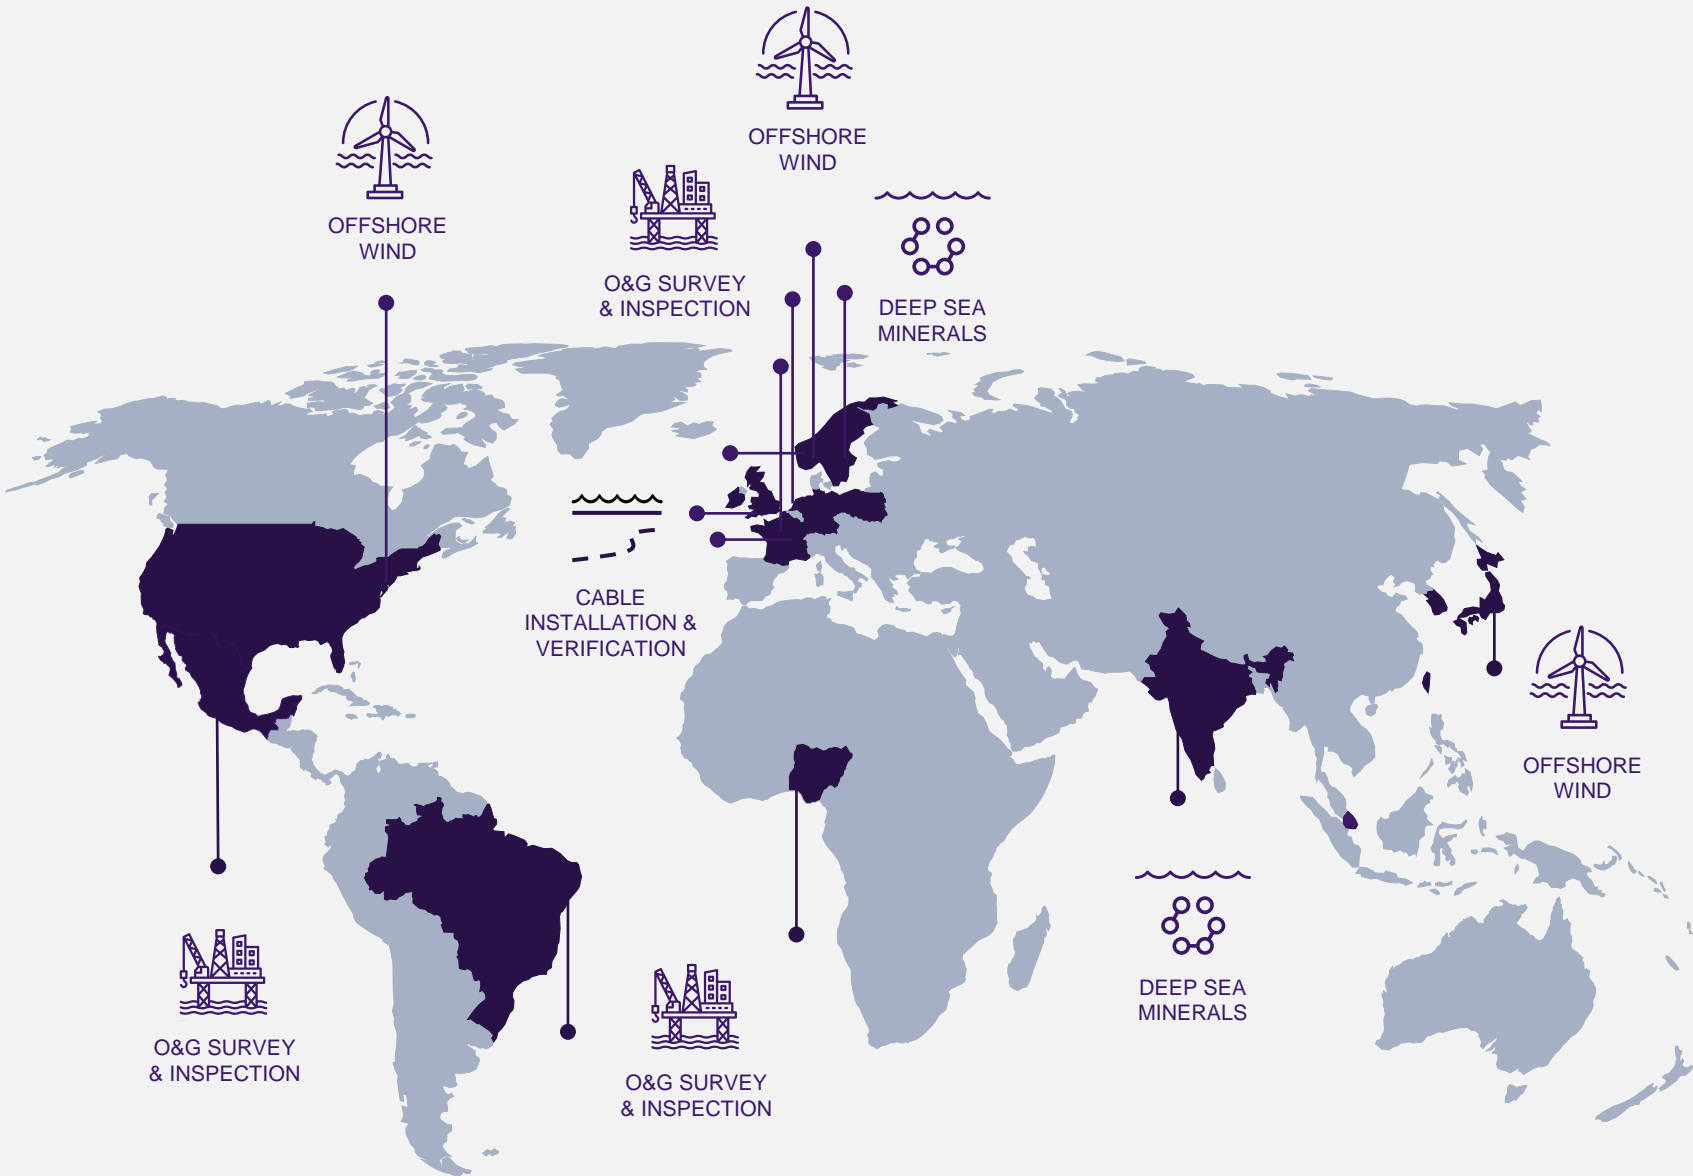 OFFSHORE
WIND
OFFSHORE
WIND
O&G SURVEY
& INSPECTION
DEEP SEA
MINERALS
CABLE
INSTALLATION &
VERIFICATION
OFFSHORE
WIND
DEEP SEA
MINERALS
O&G SURVEY
& INSPECTION
O&G SURVEY
& INSPECTION